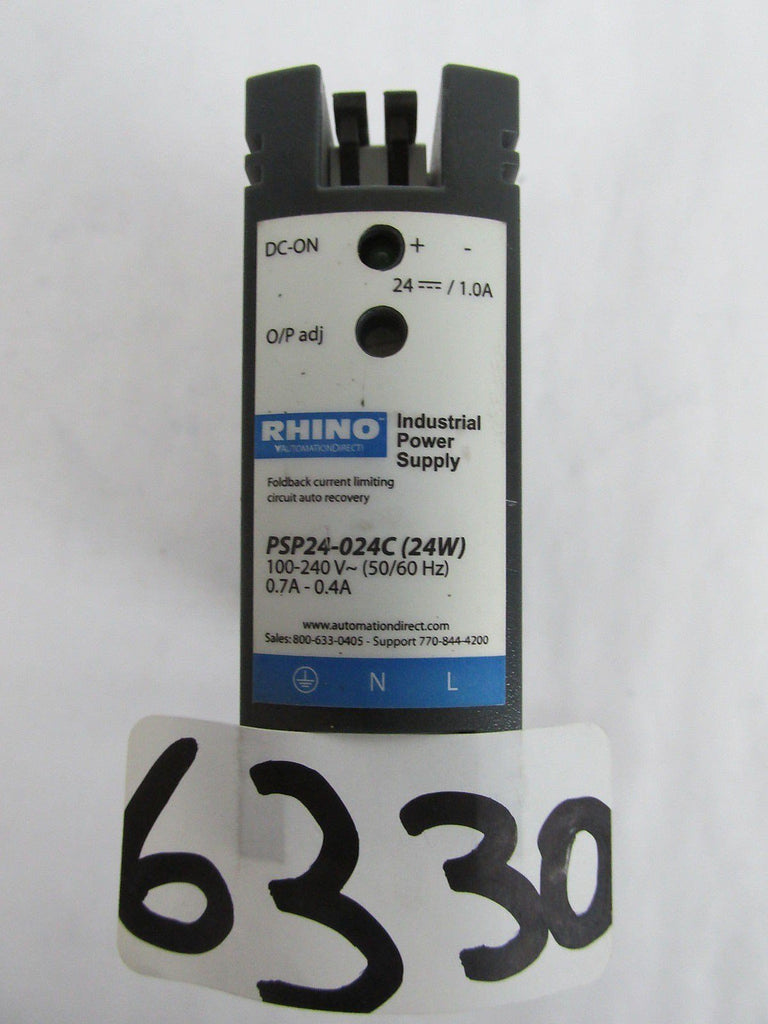 DC-ON + -
24 ⎓ / 1.0A
O/P adj
RHINO™
AUTOMATIONDIRECT
Industrial
Power
Supply
Foldback current limiting
circuit auto recovery
PSP24-024C (24W)
100-240 V~ (50/60 Hz)
0.7A - 0.4A
www.automationdirect.com
Sales: 800-633-0405 - Support 770-844-4200
N L
6330